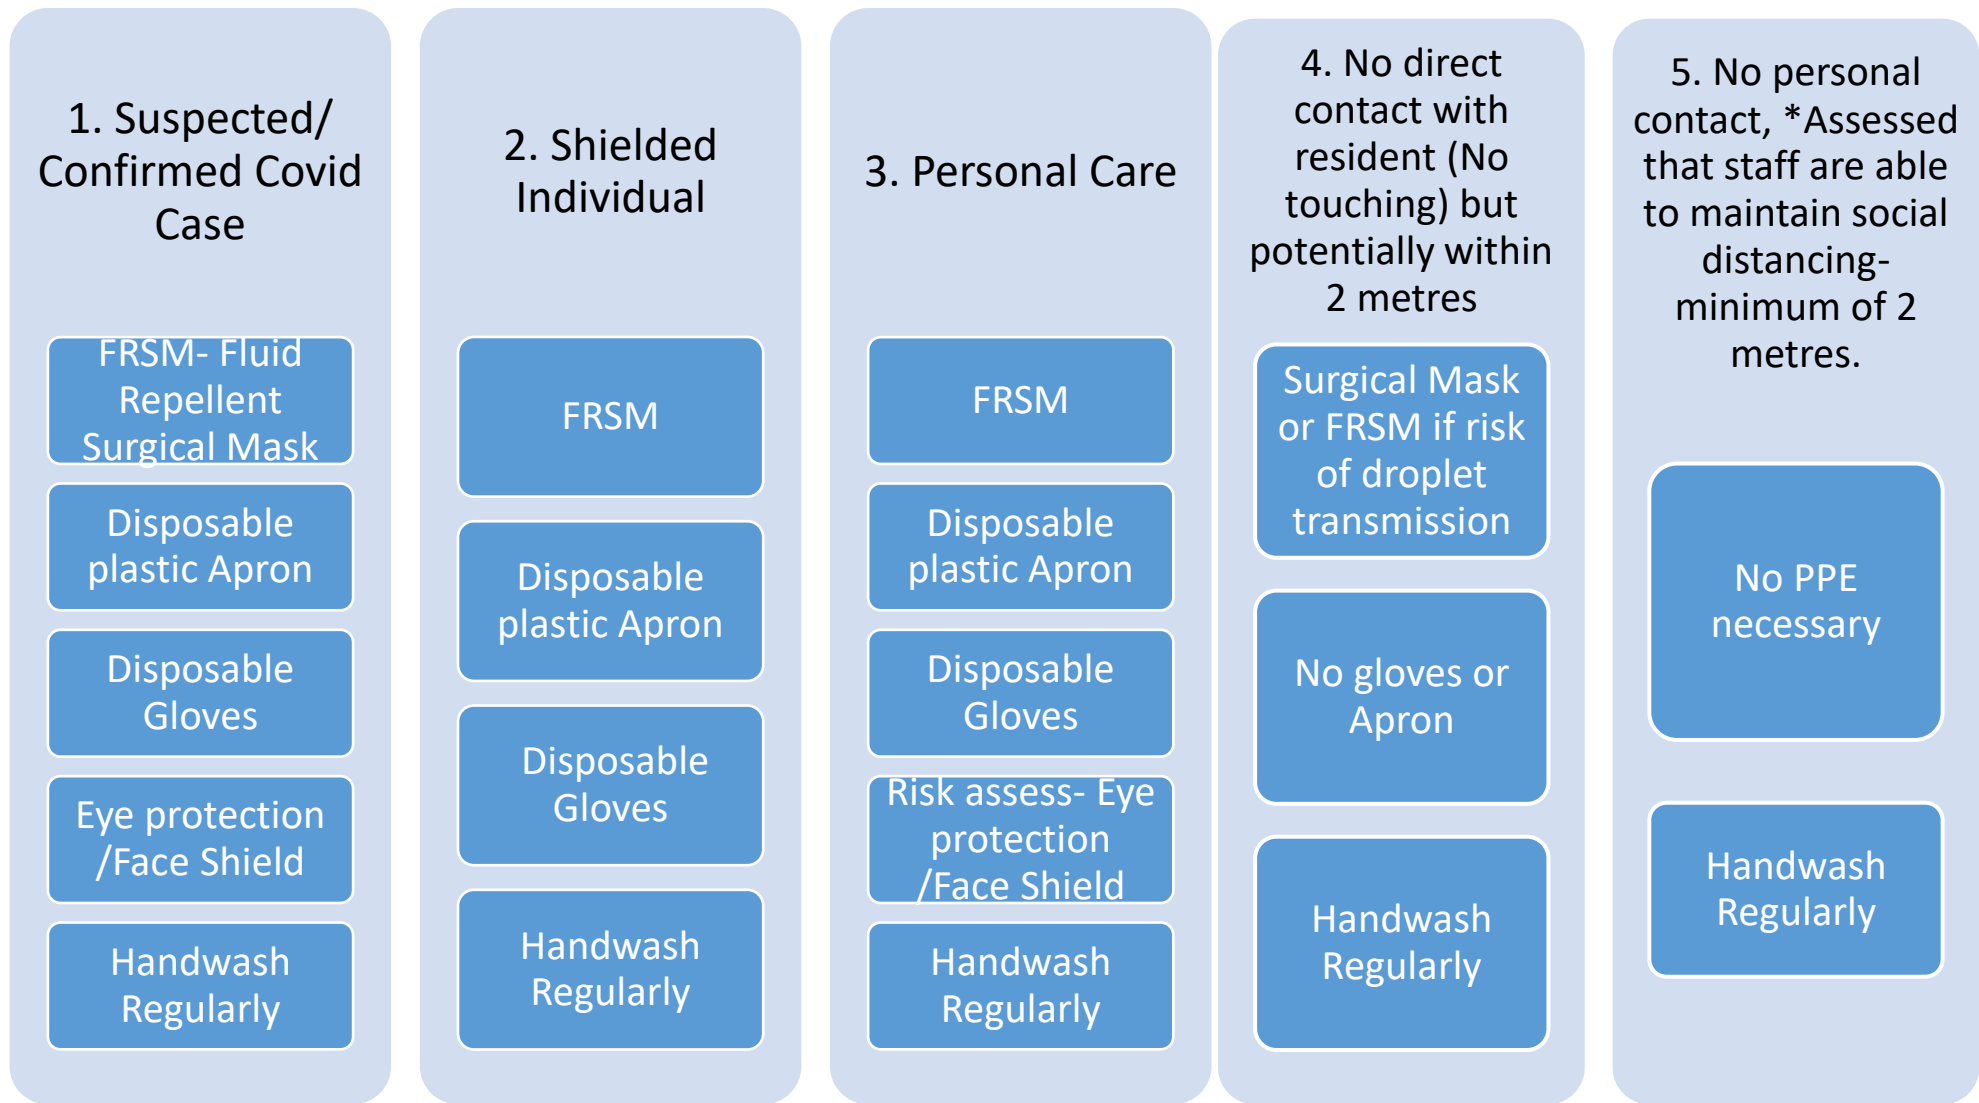 1. Suspected/
Confirmed Covid
Case
FRSM- Fluid
Repellent
Surgical Mask
Disposable
plastic Apron
Disposable
Gloves
Eye protection
/Face Shield
Handwash
Regularly
2. Shielded
Individual
FRSM
Disposable
plastic Apron
Disposable
Gloves
Handwash
Regularly
3. Personal Care
FRSM
Disposable
plastic Apron
Disposable
Gloves
Risk assess- Eye
protection
/Face Shield
Handwash
Regularly
4. No direct
contact with
resident (No
touching) but
potentially within
2 metres
Surgical Mask
or FRSM if risk
of droplet
transmission
No gloves or
Apron
Handwash
Regularly
5. No personal
contact, *Assessed
that staff are able
to maintain social
distancing-
minimum of 2
metres.
No PPE
necessary
Handwash
Regularly